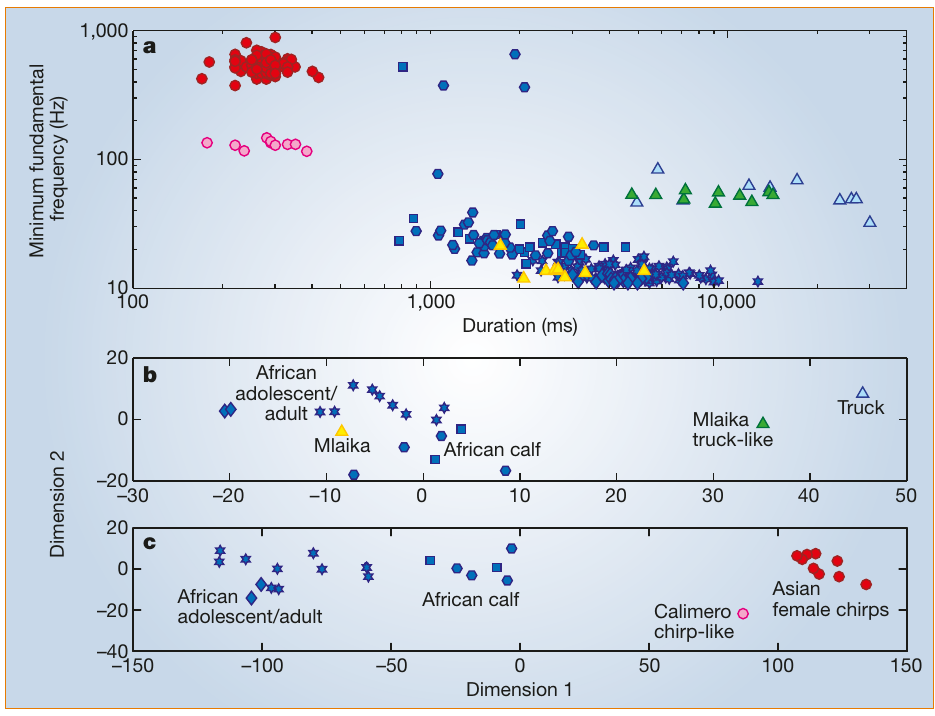 a
1,000
100
10
Minimum fundamental
frequency (Hz)
100
1,000
10,000
Duration (ms)
b
20
0
–20
African
adolescent/
adult
Mlaika
African calf
Mlaika
truck-like
Truck
–30
–20
–10
0
10
20
30
40
50
Dimension 2
c
20
0
–20
–40
African
adolescent/adult
African calf
Calimero
chirp-like
Asian
female chirps
–150
–100
–50
0
50
100
150
Dimension 1